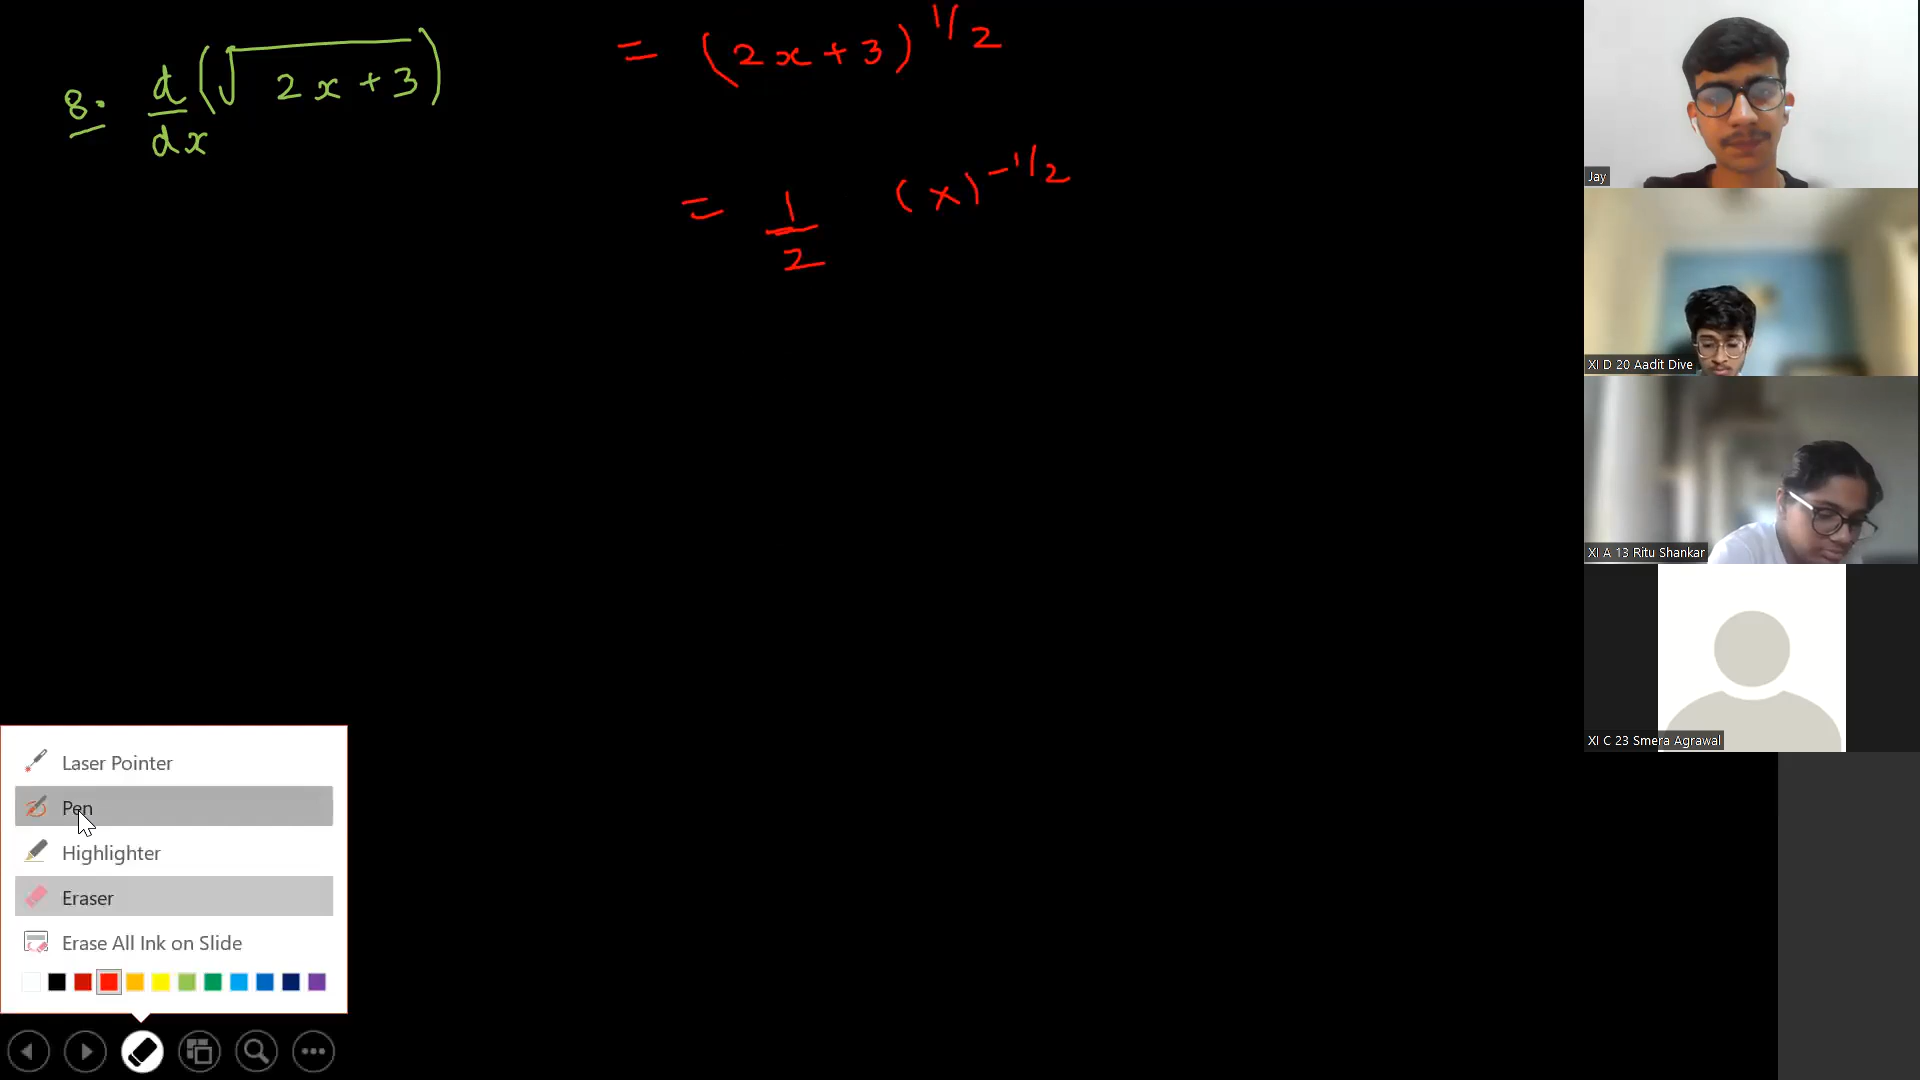 8. d/dx (√2x+3)
= (2x+3)^1/2
= 1/2 (x)^-1/2
Jay
XI D 20 Aadit Dive
XI A 13 Ritu Shankar
XI C 23 Smera Agrawal
Laser Pointer
Pen
Highlighter
Eraser
Erase All Ink on Slide